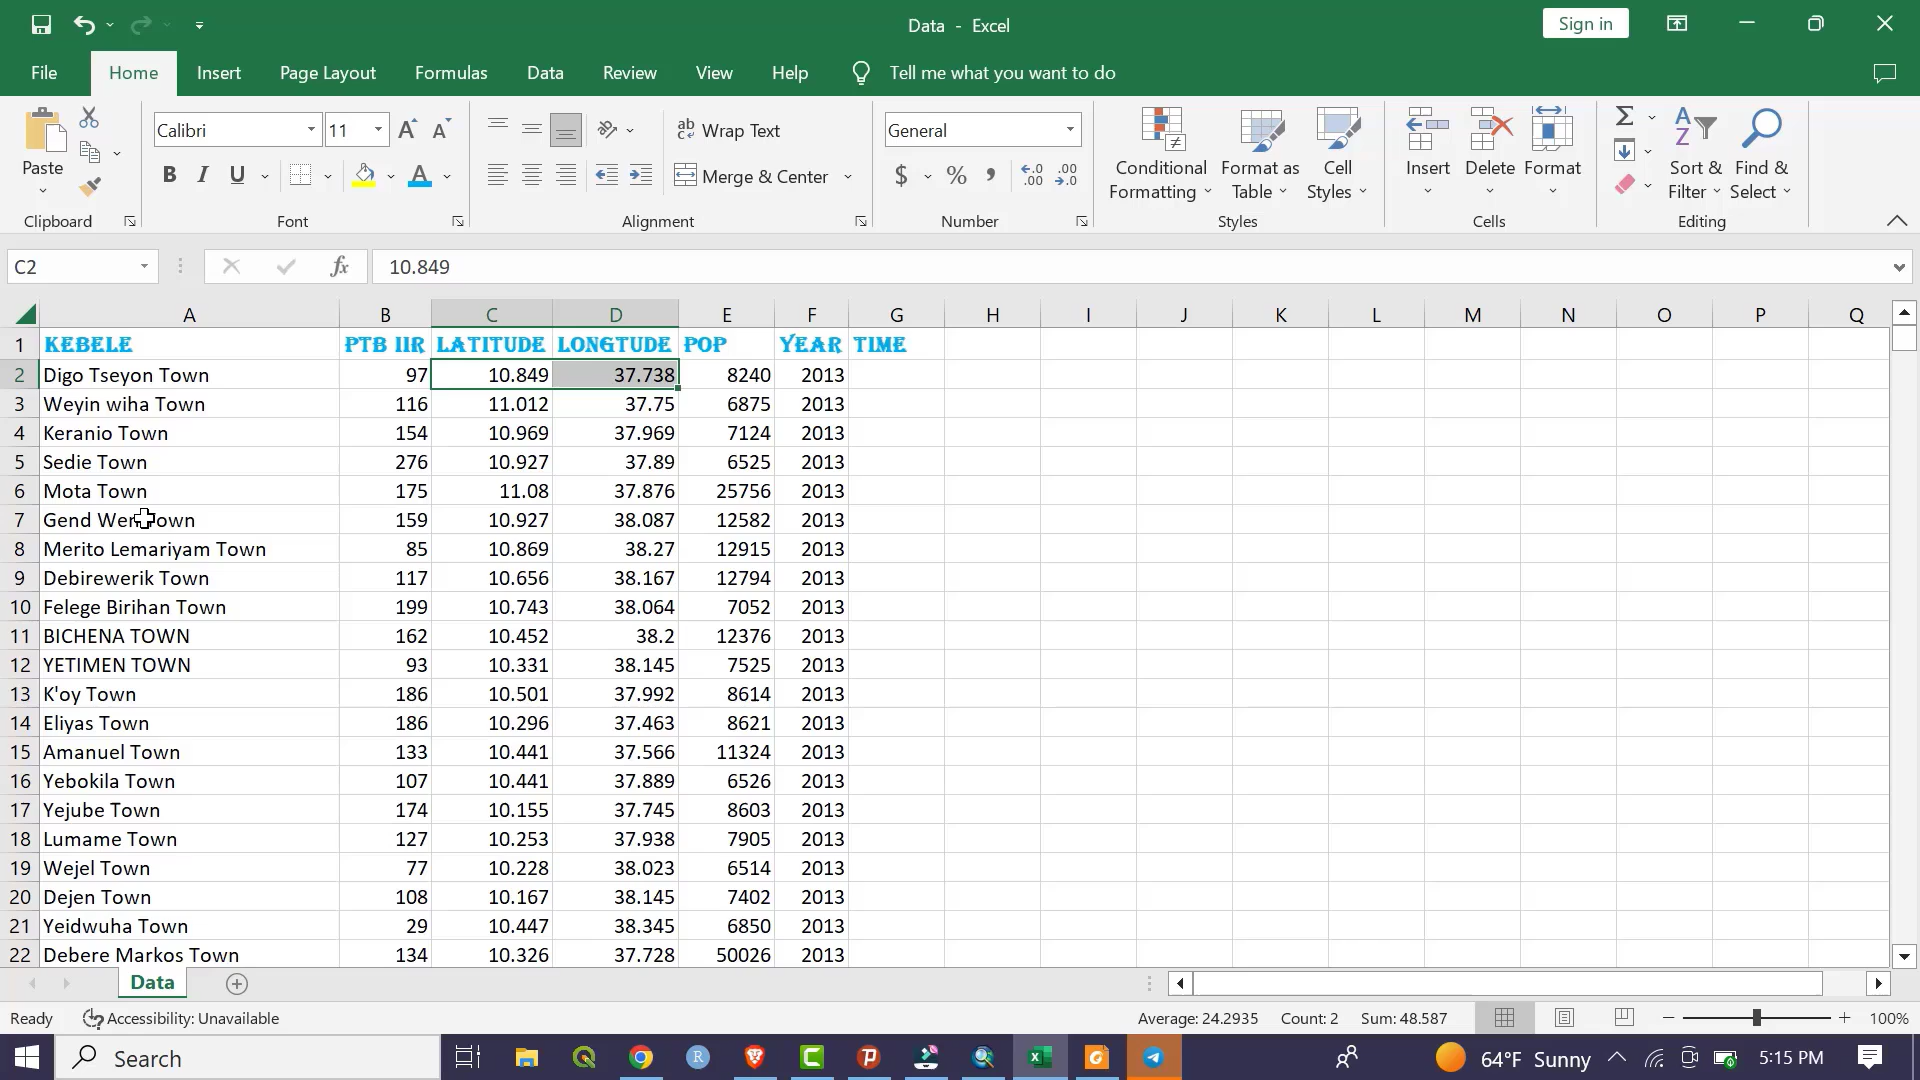 Data - Excel
Sign in
File Home Insert Page Layout Formulas Data Review View Help Tell me what you want to do
Paste
Clipboard
Calibri 11
B I U
Font
Wrap Text
Merge & Center
Alignment
General
$ % ,
Number
Conditional Formatting
Format as Table
Cell Styles
Styles
Insert Delete Format
Cells
Sort & Filter
Find & Select
Editing
C2 fx 10.849
A B C D E F G H I J K L M N O P Q
1 KEBELE PTB IIR LATITUDE LONGTUDE POP YEAR TIME
2 Digo Tseyon Town 97 10.849 37.738 8240 2013
3 Weyin wiha Town 116 11.012 37.75 6875 2013
4 Keranio Town 154 10.969 37.969 7124 2013
5 Sedie Town 276 10.927 37.89 6525 2013
6 Mota Town 175 11.08 37.876 25756 2013
7 Gend Town 159 10.927 38.087 12582 2013
8 Merito Lemariyam Town 85 10.869 38.27 12915 2013
9 Debirewerik Town 117 10.656 38.167 12794 2013
10 Felege Birihan Town 199 10.743 38.064 7052 2013
11 BICHENA TOWN 162 10.452 38.2 12376 2013
12 YETIMEN TOWN 93 10.331 38.145 7525 2013
13 K'oy Town 186 10.501 37.992 8614 2013
14 Eliyas Town 186 10.296 37.463 8621 2013
15 Amanuel Town 133 10.441 37.566 11324 2013
16 Yebokila Town 107 10.441 37.889 6526 2013
17 Yejube Town 174 10.155 37.745 8603 2013
18 Lumame Town 127 10.253 37.938 7905 2013
19 Wejel Town 77 10.228 38.023 6514 2013
20 Dejen Town 108 10.167 38.145 7402 2013
21 Yeidwuha Town 29 10.447 38.345 6850 2013
22 Debere Markos Town 134 10.326 37.728 50026 2013
Data
Ready Accessibility: Unavailable Average: 24.2935 Count: 2 Sum: 48.587 100%
Search 64°F Sunny 5:15 PM